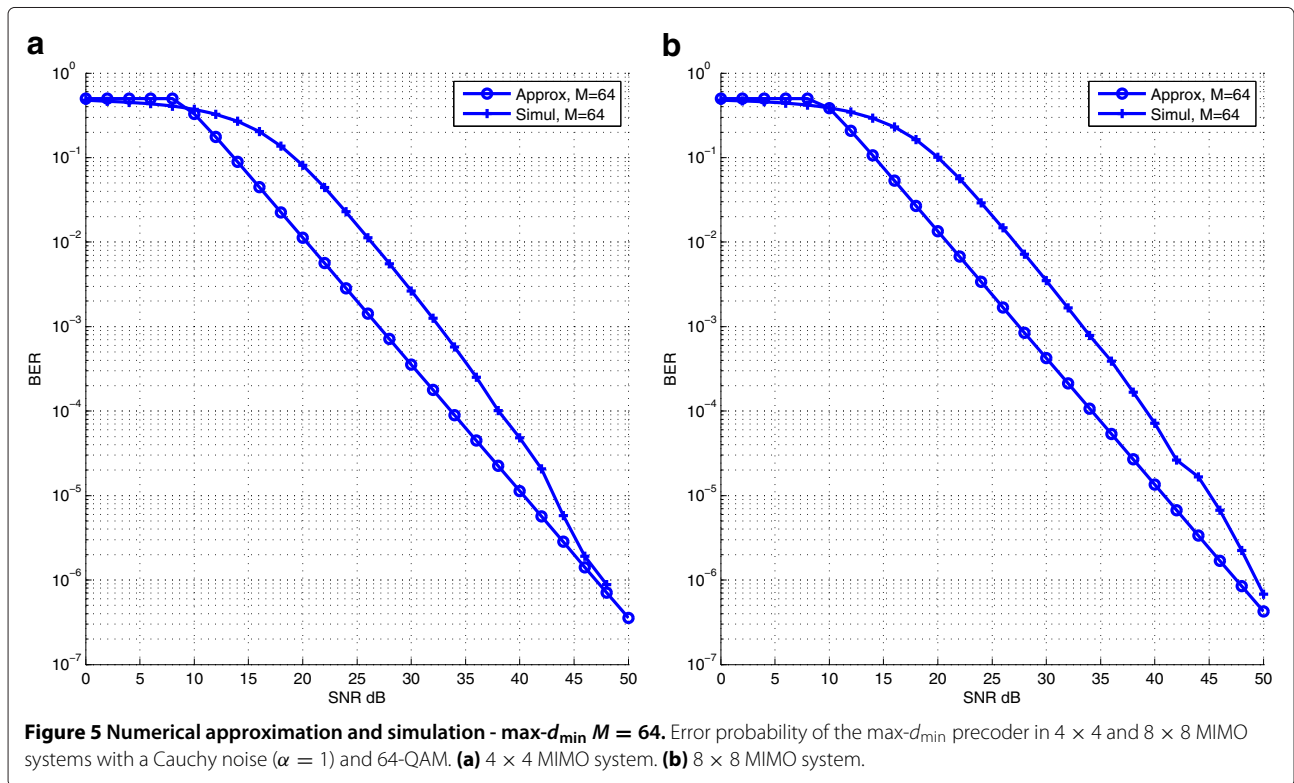 a
10^0
10^-1
10^-2
10^-3
10^-4
10^-5
10^-6
10^-7
BER
0 5 10 15 20 25 30 35 40 45 50
SNR dB
Approx, M=64
Simul, M=64
b
10^0
10^-1
10^-2
10^-3
10^-4
10^-5
10^-6
10^-7
BER
0 5 10 15 20 25 30 35 40 45 50
SNR dB
Approx, M=64
Simul, M=64
Figure 5 Numerical approximation and simulation - max-d_min M = 64. Error probability of the max-d_min precoder in 4 × 4 and 8 × 8 MIMO
systems with a Cauchy noise (α = 1) and 64-QAM. (a) 4 × 4 MIMO system. (b) 8 × 8 MIMO system.